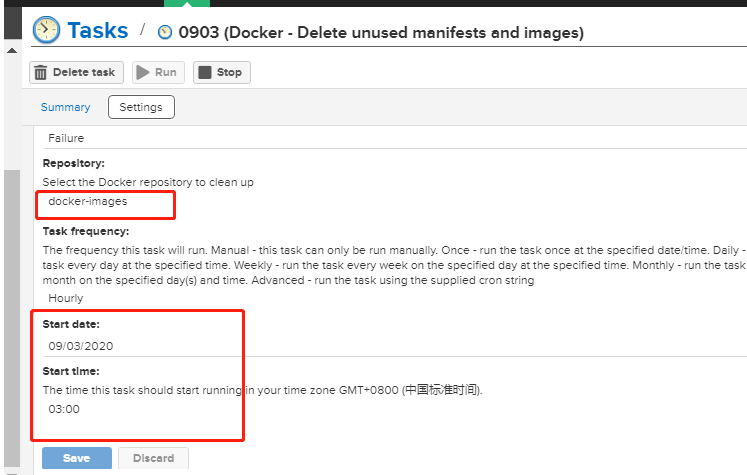 Tasks / 0903 (Docker - Delete unused manifests and images)
Delete task Run Stop
Summary Settings
Failure
Repository:
Select the Docker repository to clean up
docker-images
Task frequency:
The frequency this task will run. Manual - this task can only be run manually. Once - run the task once at the specified date/time. Daily -
task every day at the specified time. Weekly - run the task every week on the specified day at the specified time. Monthly - run the task
month on the specified day(s) and time. Advanced - run the task using the supplied cron string
Hourly
Start date:
09/03/2020
Start time:
The time this task should start running in your time zone GMT+0800 (中国标准时间).
03:00
Save Discard